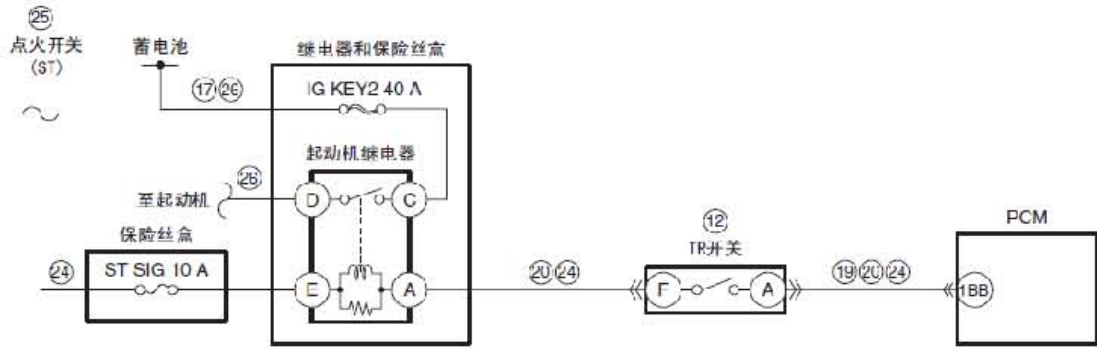 ㉕
点火开关
(ST)
蓄电池
继电器和保险丝盒
⑰㉖
IG KEY2 40 A
起动机继电器
㉖
至起动机
D
C
保险丝盒
⑫
TR开关
PCM
㉔
ST SIG 10 A
E
A
⑳㉔
F
A
⑲⑳㉔
1BB